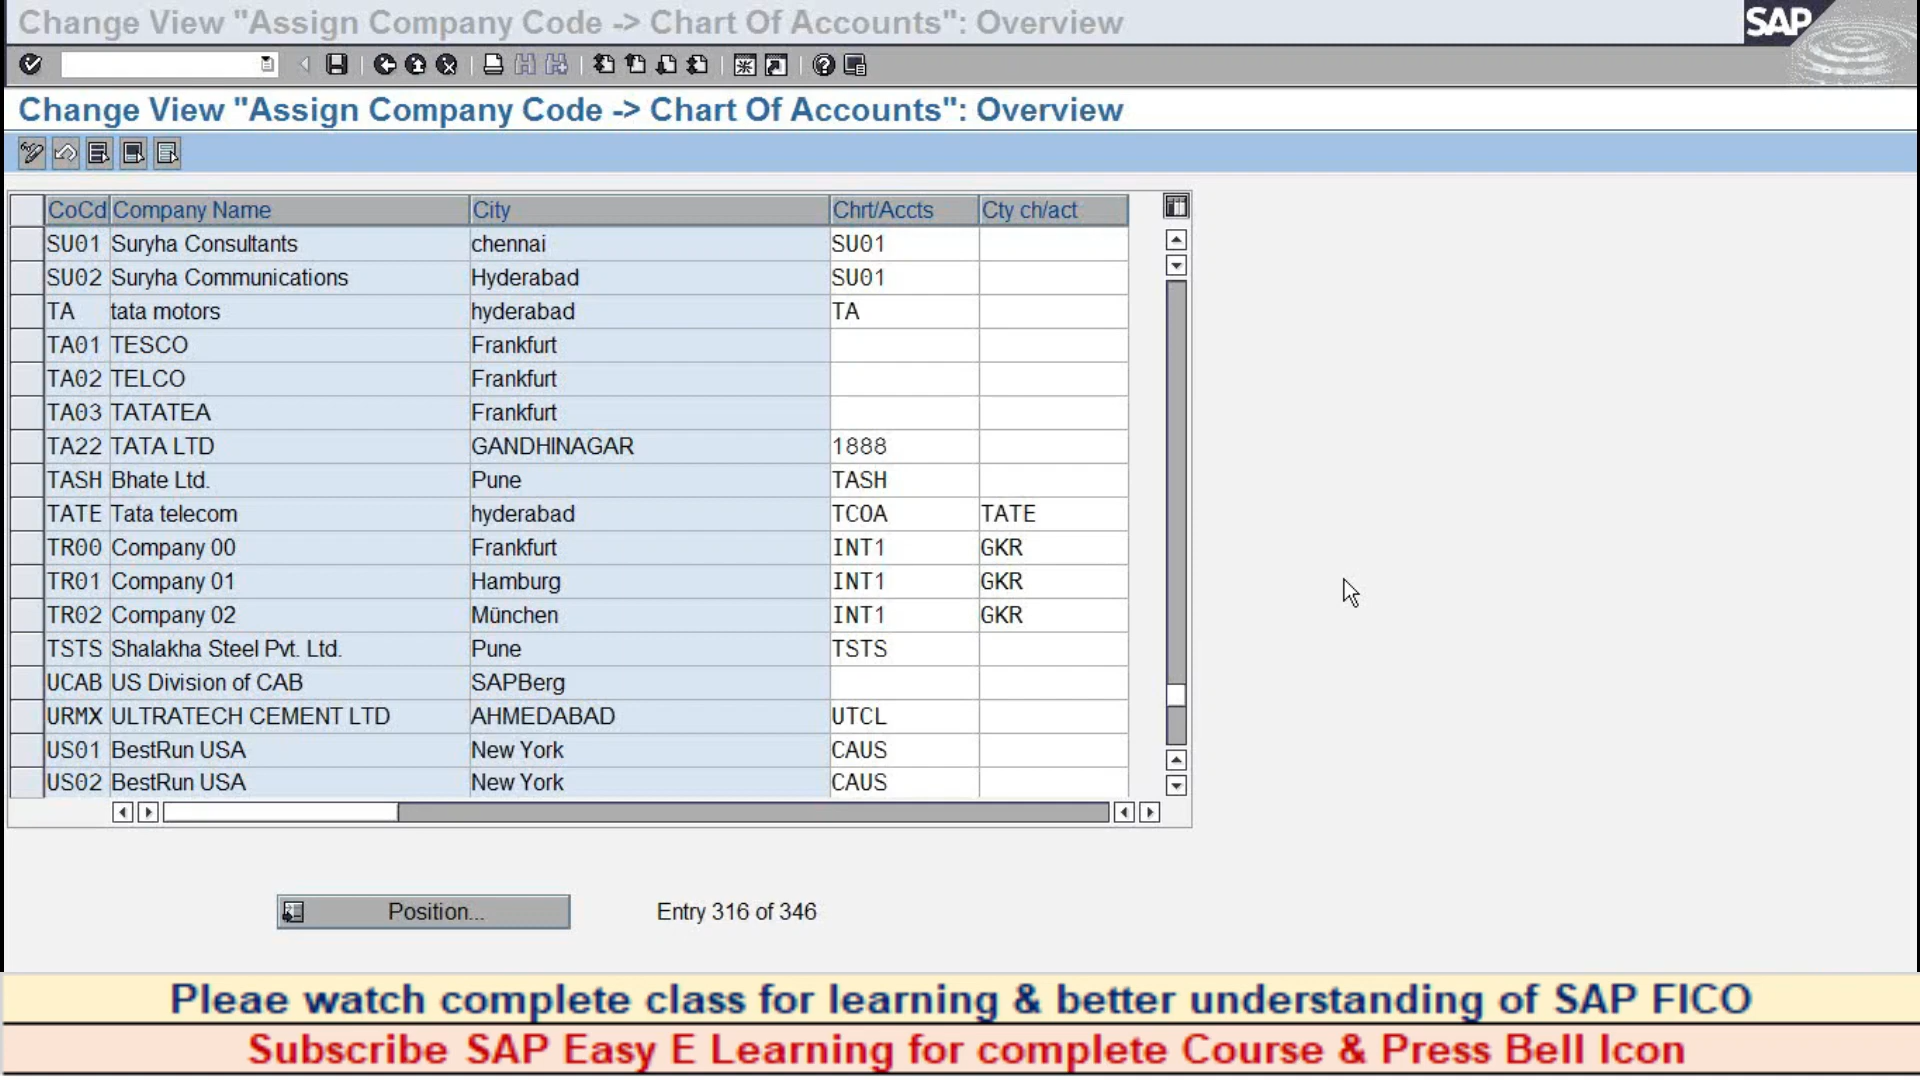 Change View "Assign Company Code -> Chart Of Accounts": Overview
SAP
Change View "Assign Company Code -> Chart Of Accounts": Overview
CoCd Company Name City Chrt/Accts Cty ch/act
SU01 Suryha Consultants chennai SU01
SU02 Suryha Communications Hyderabad SU01
TA tata motors hyderabad TA
TA01 TESCO Frankfurt
TA02 TELCO Frankfurt
TA03 TATATEA Frankfurt
TA22 TATA LTD GANDHINAGAR 1888
TASH Bhate Ltd. Pune TASH
TATE Tata telecom hyderabad TCOA TATE
TR00 Company 00 Frankfurt INT1 GKR
TR01 Company 01 Hamburg INT1 GKR
TR02 Company 02 München INT1 GKR
TSTS Shalakha Steel Pvt. Ltd. Pune TSTS
UCAB US Division of CAB SAPBerg
URMX ULTRATECH CEMENT LTD AHMEDABAD UTCL
US01 BestRun USA New York CAUS
US02 BestRun USA New York CAUS
Position... Entry 316 of 346
Pleae watch complete class for learning & better understanding of SAP FICO
Subscribe SAP Easy E Learning for complete Course & Press Bell Icon